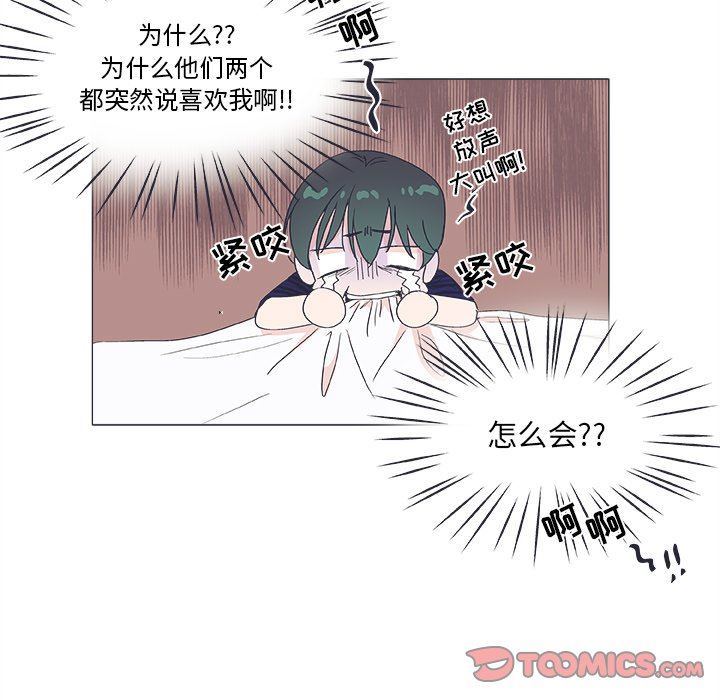 啊
啊
为什么??
为什么他们两个
都突然说喜欢我啊!!
好想
放声
大叫啊!
紧咬
紧咬
怎么会??
啊啊
!!
TOOMICS.COM